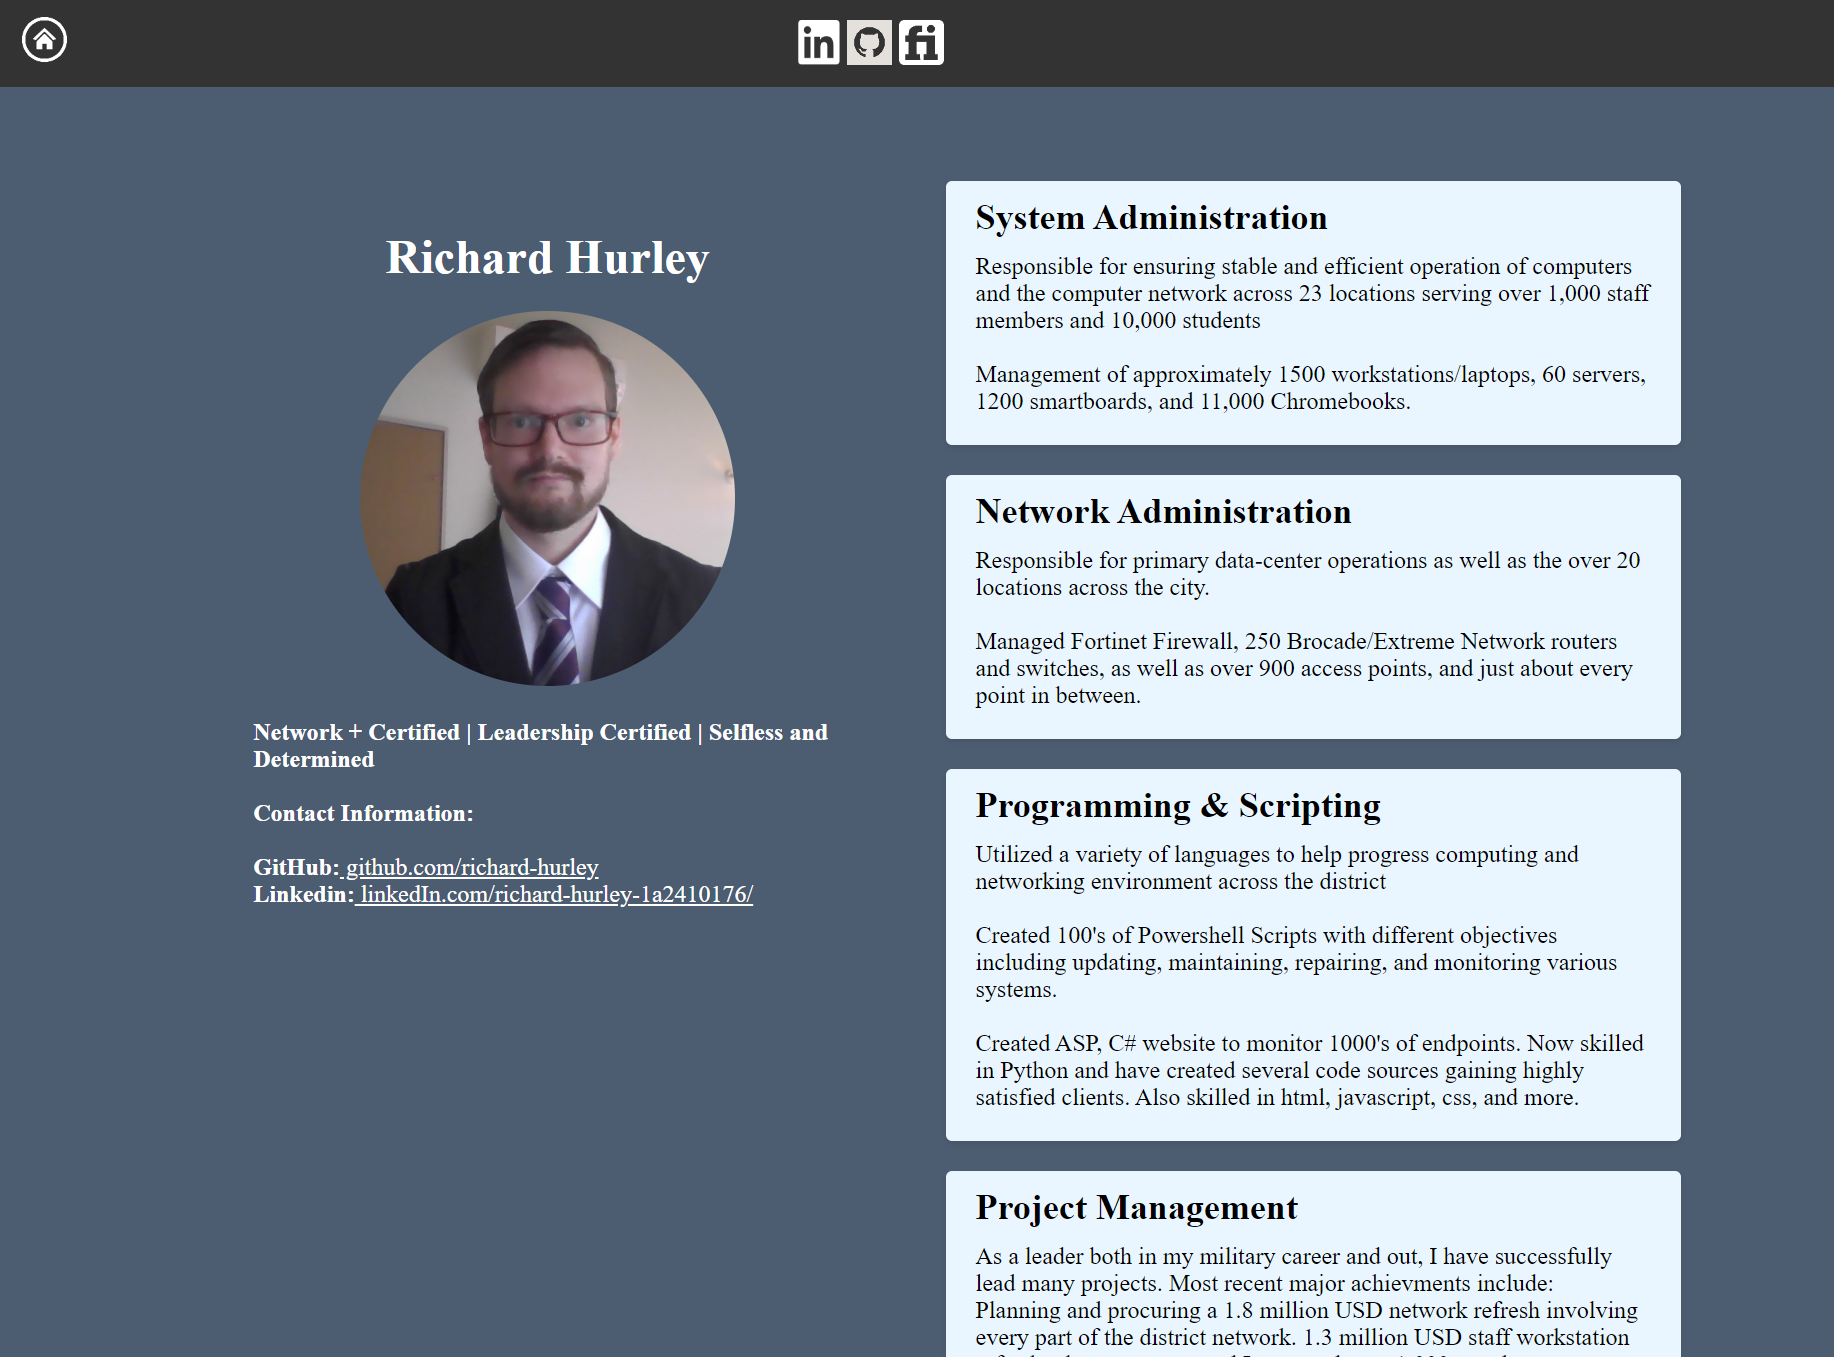 in
fi
Richard Hurley
Network + Certified | Leadership Certified | Selfless and
Determined
Contact Information:
GitHub: github.com/richard-hurley
Linkedin: linkedIn.com/richard-hurley-1a2410176/
System Administration
Responsible for ensuring stable and efficient operation of computers
and the computer network across 23 locations serving over 1,000 staff
members and 10,000 students
Management of approximately 1500 workstations/laptops, 60 servers,
1200 smartboards, and 11,000 Chromebooks.
Network Administration
Responsible for primary data-center operations as well as the over 20
locations across the city.
Managed Fortinet Firewall, 250 Brocade/Extreme Network routers
and switches, as well as over 900 access points, and just about every
point in between.
Programming & Scripting
Utilized a variety of languages to help progress computing and
networking environment across the district
Created 100's of Powershell Scripts with different objectives
including updating, maintaining, repairing, and monitoring various
systems.
Created ASP, C# website to monitor 1000's of endpoints. Now skilled
in Python and have created several code sources gaining highly
satisfied clients. Also skilled in html, javascript, css, and more.
Project Management
As a leader both in my military career and out, I have successfully
lead many projects. Most recent major achievments include:
Planning and procuring a 1.8 million USD network refresh involving
every part of the district network. 1.3 million USD staff workstation